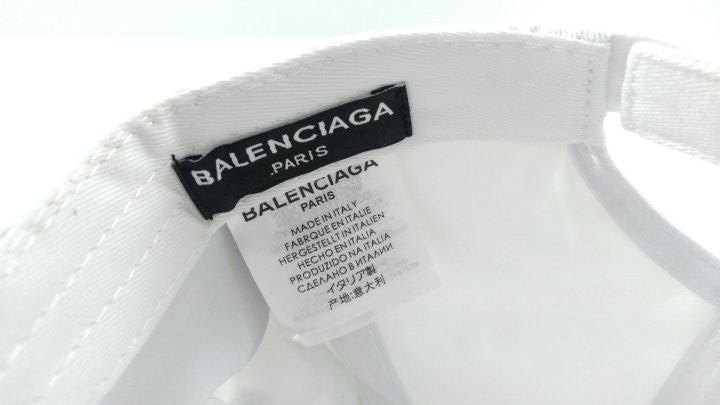 BALENCIAGA
.PARIS
BALENCIAGA
PARIS
MADE IN ITALY
FABRIQUE EN ITALIE
HERGESTELLT IN ITALIEN
HECHO EN ITALIA
PRODUZIDO NA ITALIA
СДЕЛАНО В ИТАЛИИ
イタリア製
产地:意大利